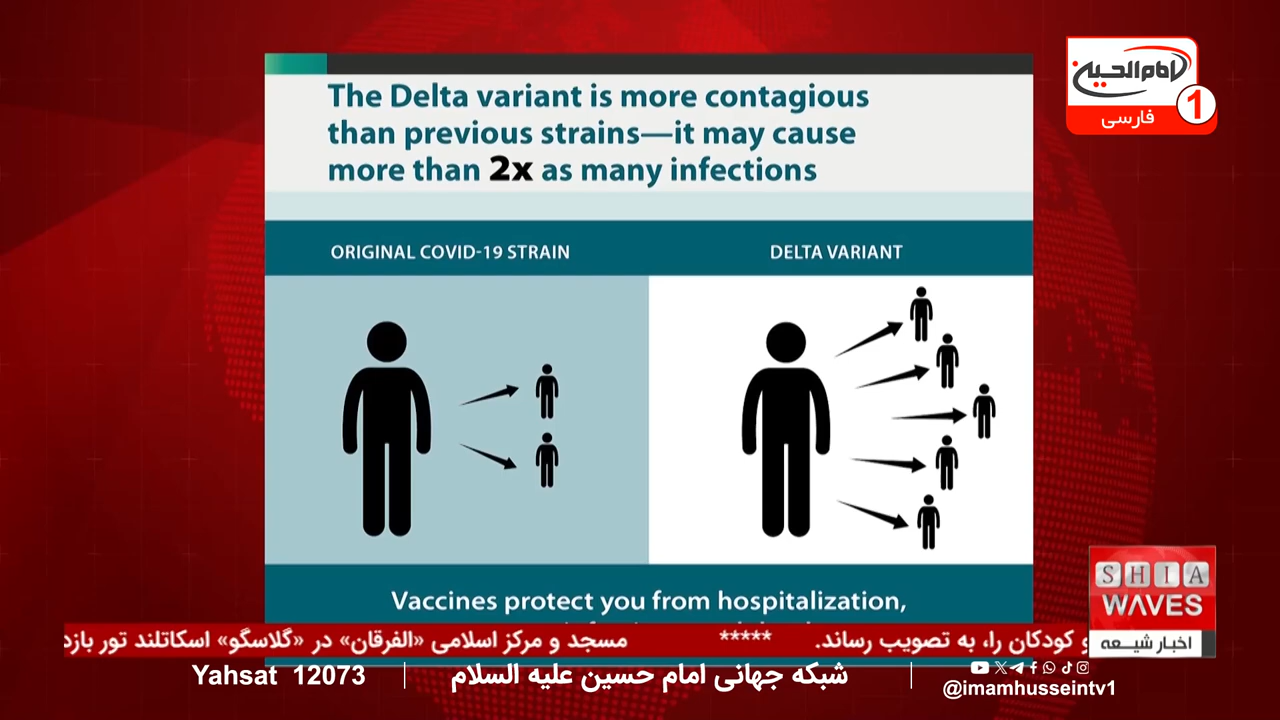 The Delta variant is more contagious
than previous strains—it may cause
more than 2x as many infections
امام الحسین
فارسی
1
ORIGINAL COVID-19 STRAIN
DELTA VARIANT
Vaccines protect you from hospitalization,
SHIA
WAVES
اخبار شیعه
و کودکان را، به تصویب رساند. ***** مسجد و مرکز اسلامی «الفرقان» در «گلاسگو» اسکاتلند تور بازد
Yahsat 12073
شبکه جهانی امام حسین علیه السلام
@imamhusseintv1